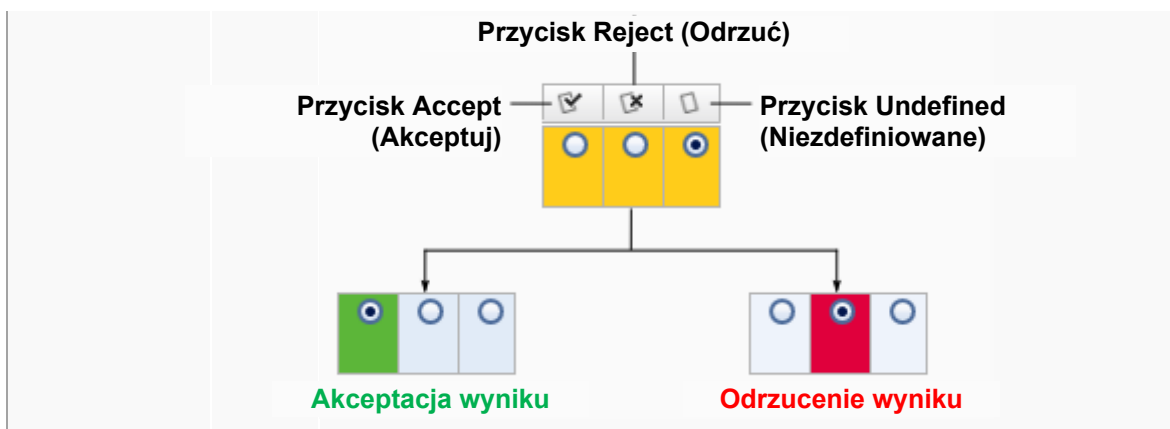 Przycisk Reject (Odrzuć)
Przycisk Accept
(Akceptuj)
Przycisk Undefined
(Niezdefiniowane)
Akceptacja wyniku
Odrzucenie wyniku